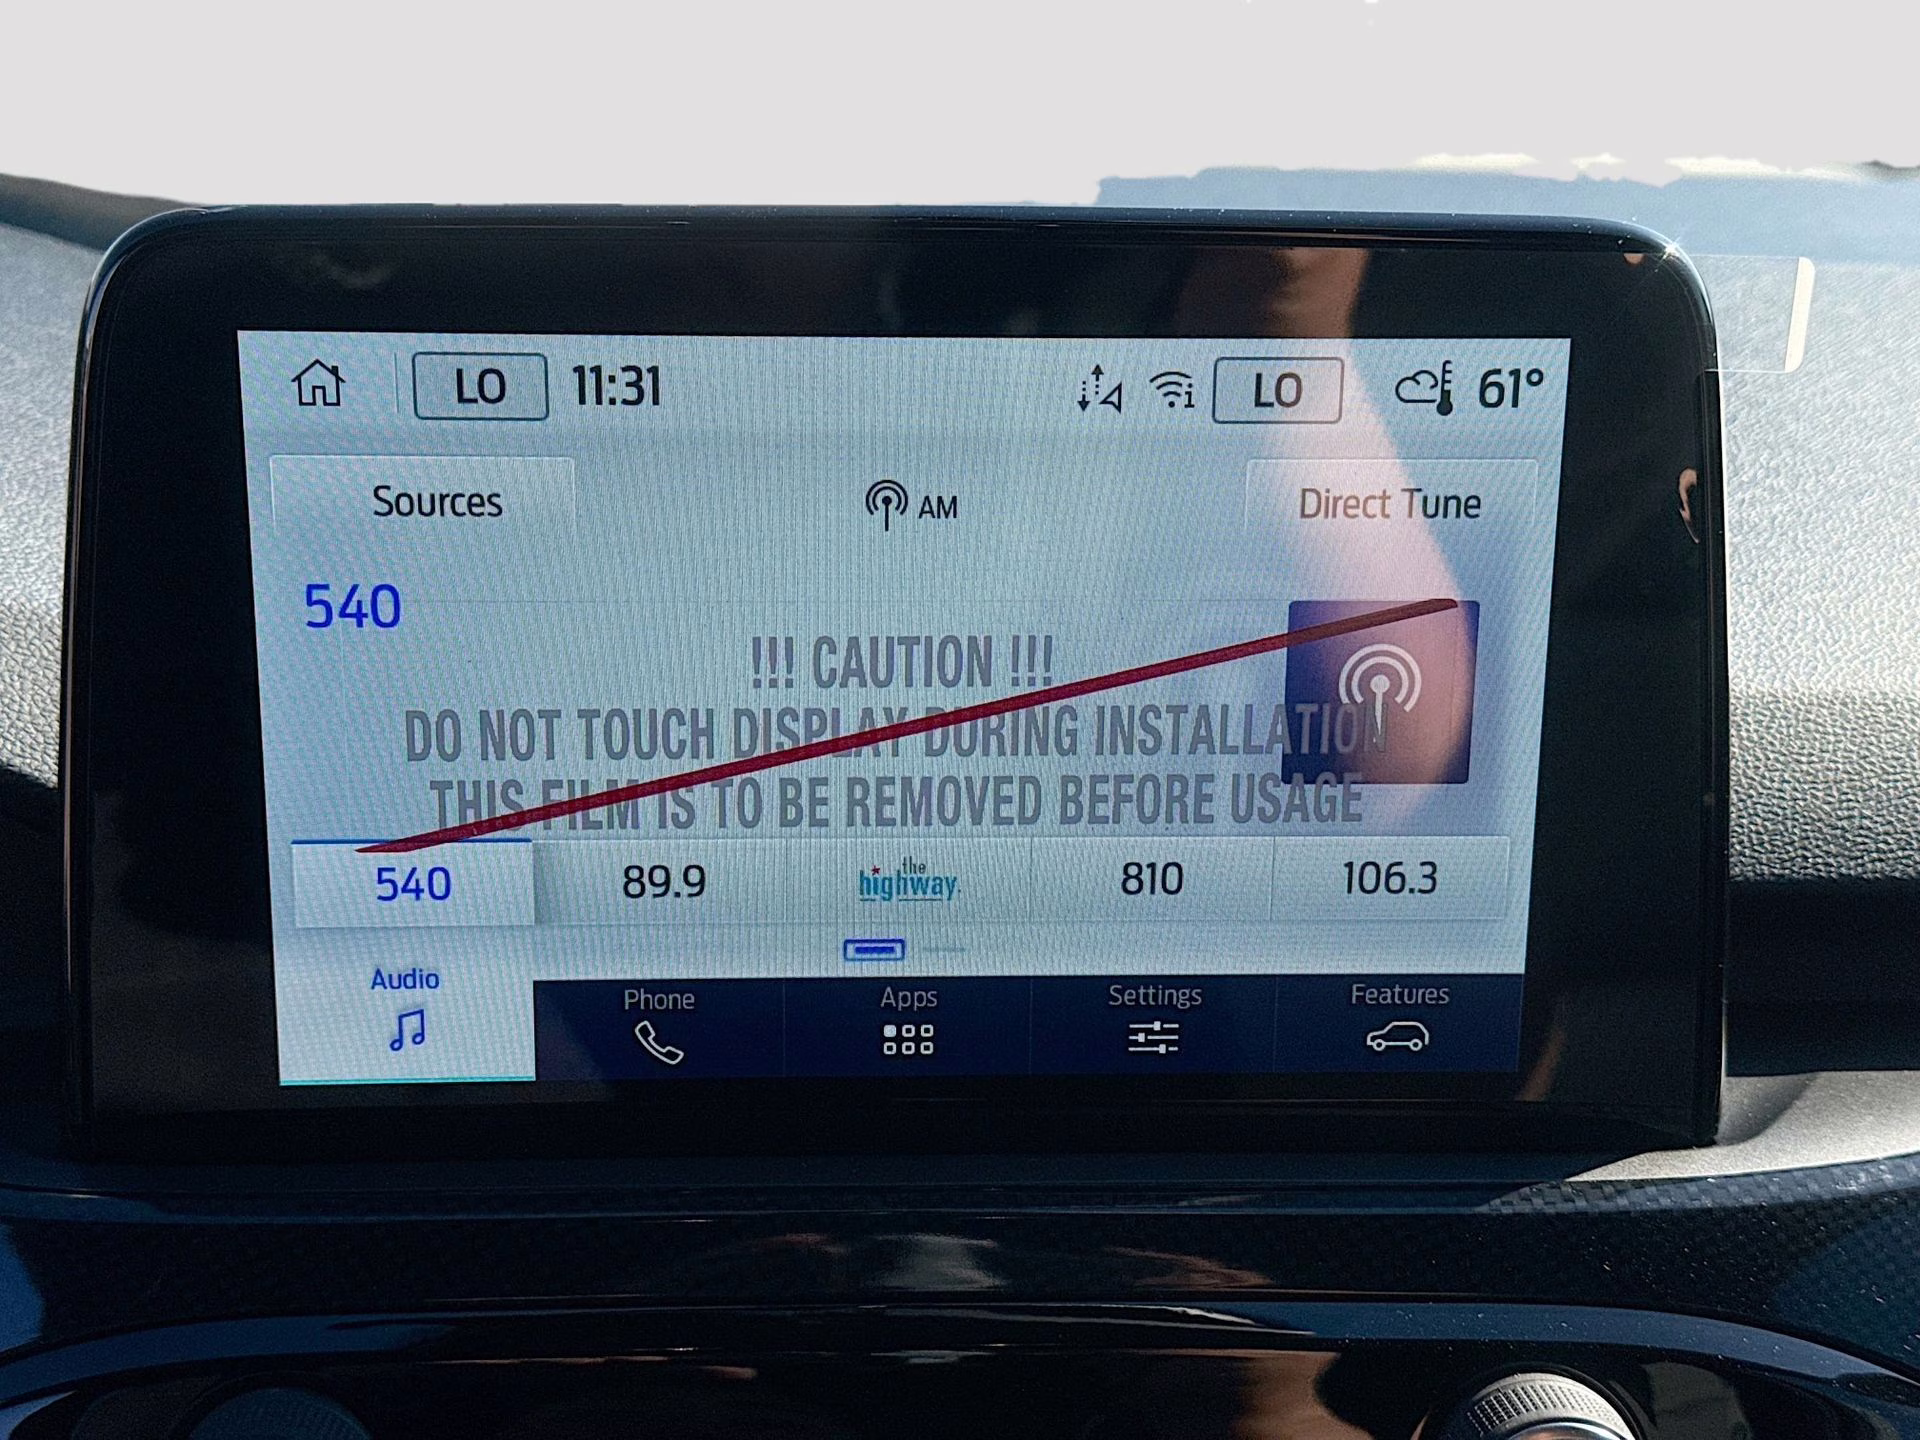 LO 11:31 LO 61°
Sources AM Direct Tune
540
!!! CAUTION !!!
DO NOT TOUCH DISPLAY DURING INSTALLATION
THIS FILM IS TO BE REMOVED BEFORE USAGE
540 89.9 the highway 810 106.3
Audio Phone Apps Settings Features